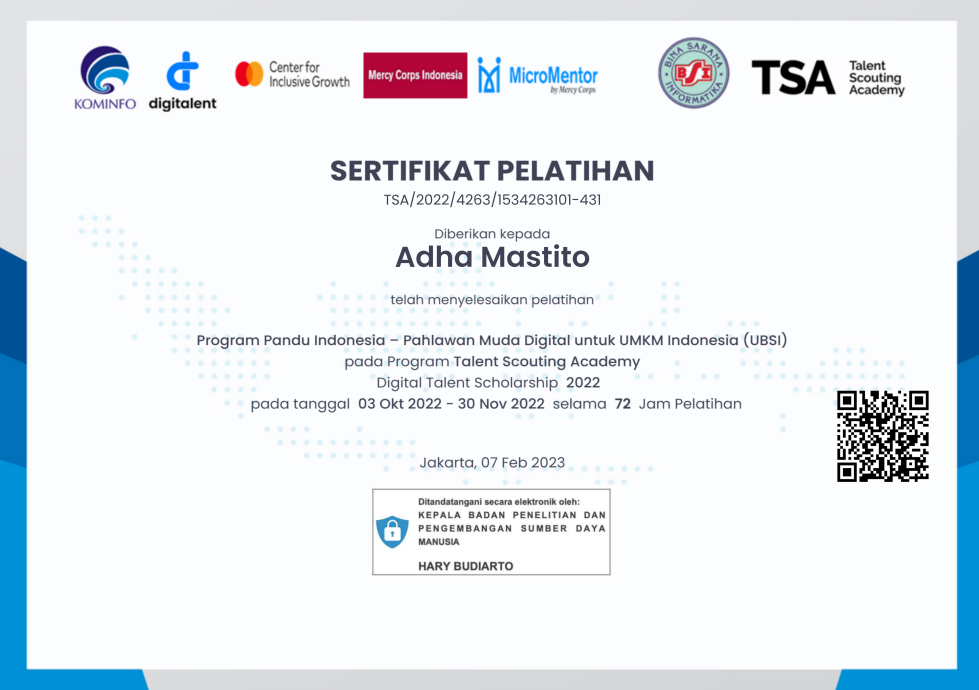 KOMINFO
digitalent
Center for
Inclusive Growth
Mercy Corps Indonesia
MicroMentor
by Mercy Corps
BINA SARANA
BSI
INFORMATIKA
TSA
Talent
Scouting
Academy
SERTIFIKAT PELATIHAN
TSA/2022/4263/1534263101-431
Diberikan kepada
Adha Mastito
telah menyelesaikan pelatihan
Program Pandu Indonesia – Pahlawan Muda Digital untuk UMKM Indonesia (UBSI)
pada Program Talent Scouting Academy
Digital Talent Scholarship 2022
pada tanggal 03 Okt 2022 - 30 Nov 2022 selama 72 Jam Pelatihan
Jakarta, 07 Feb 2023
Ditandatangani secara elektronik oleh:
KEPALA BADAN PENELITIAN DAN
PENGEMBANGAN SUMBER DAYA
MANUSIA
HARY BUDIARTO